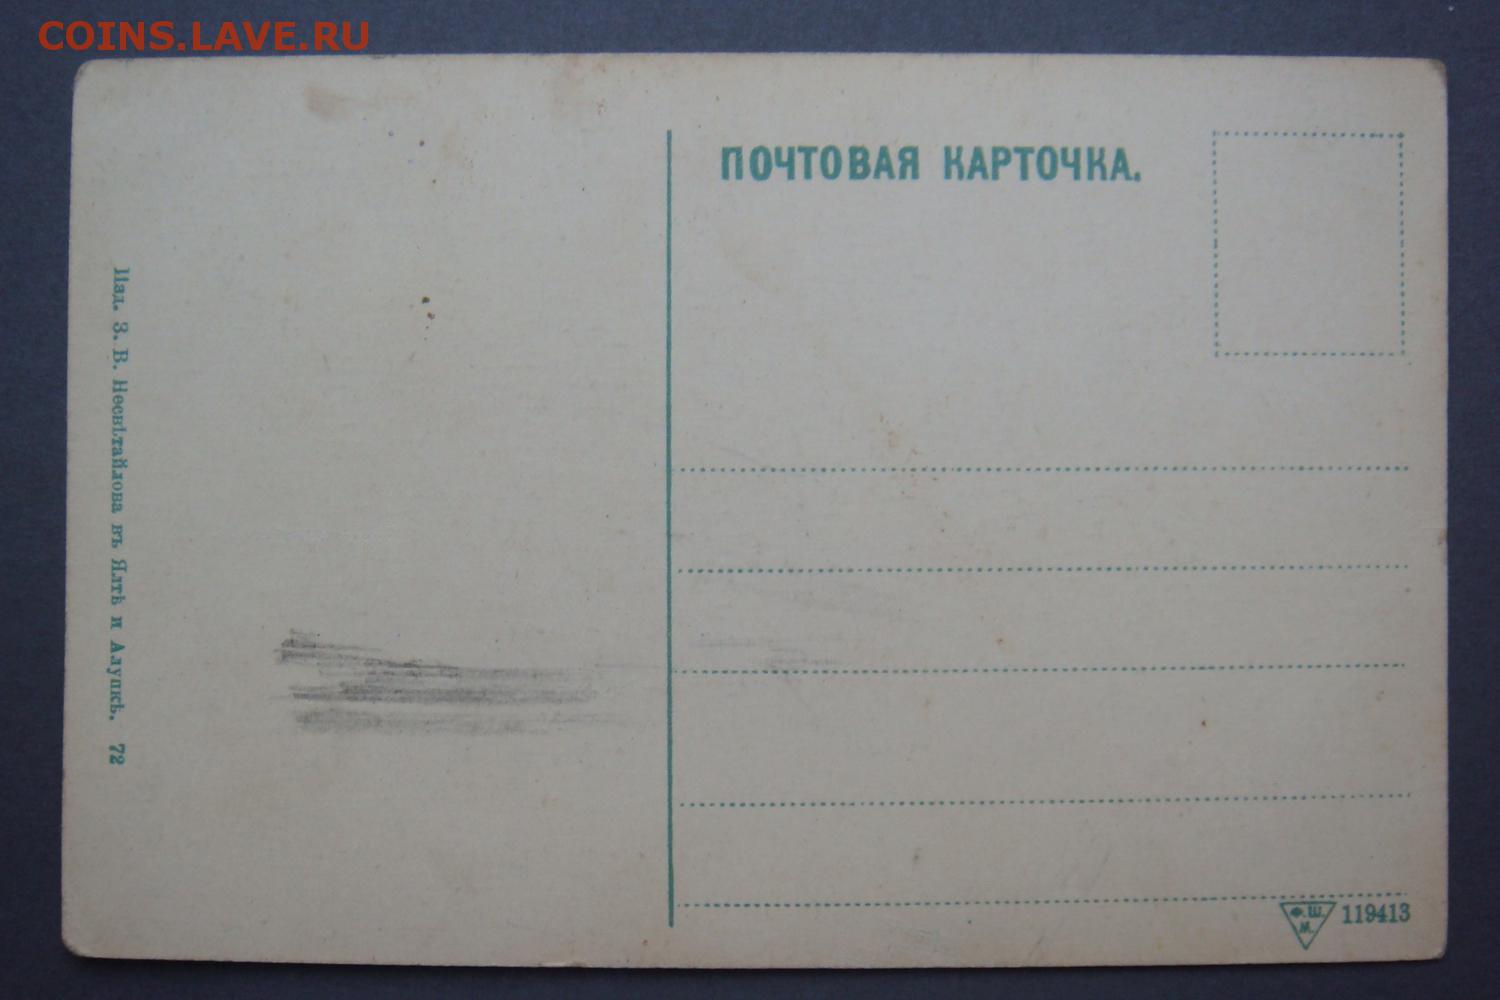 COINS.LAVE.RU
ПОЧТОВАЯ КАРТОЧКА.
Изд. З. В. Несвѣтайлова въ Ялтѣ и Алупкѣ. 72
Ф. Ш.
М.
119413